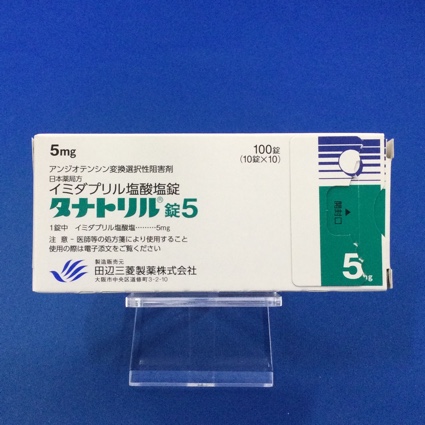 5mg
100錠
(10錠×10)
アンジオテンシン変換選択性阻害剤
日本薬局方
イミダプリル塩酸塩錠
タナトリル®錠5
1錠中 イミダプリル塩酸塩………5mg
注 意-医師等の処方箋により使用すること
使用の際は電子添文をご覧ください
製造販売元
田辺三菱製薬株式会社
大阪市中央区道修町3-2-10
開封口
5mg